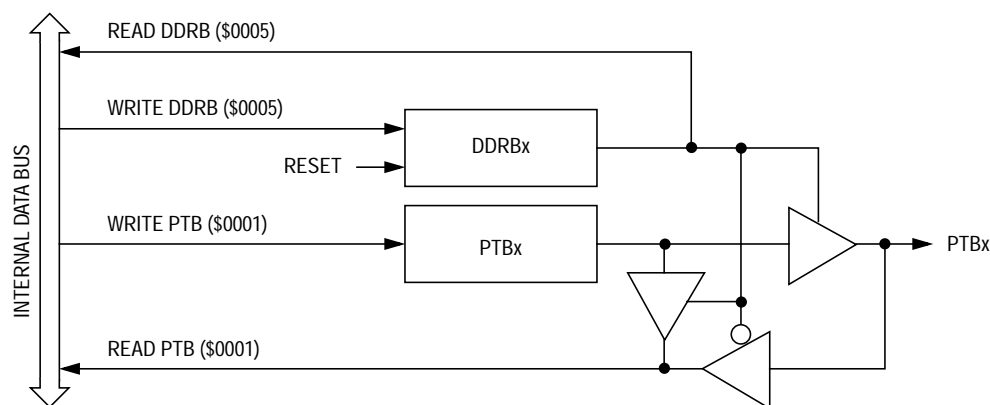 READ DDRB ($0005)
WRITE DDRB ($0005)
DDRBx
RESET
INTERNAL DATA BUS
WRITE PTB ($0001)
PTBx
PTBx
READ PTB ($0001)